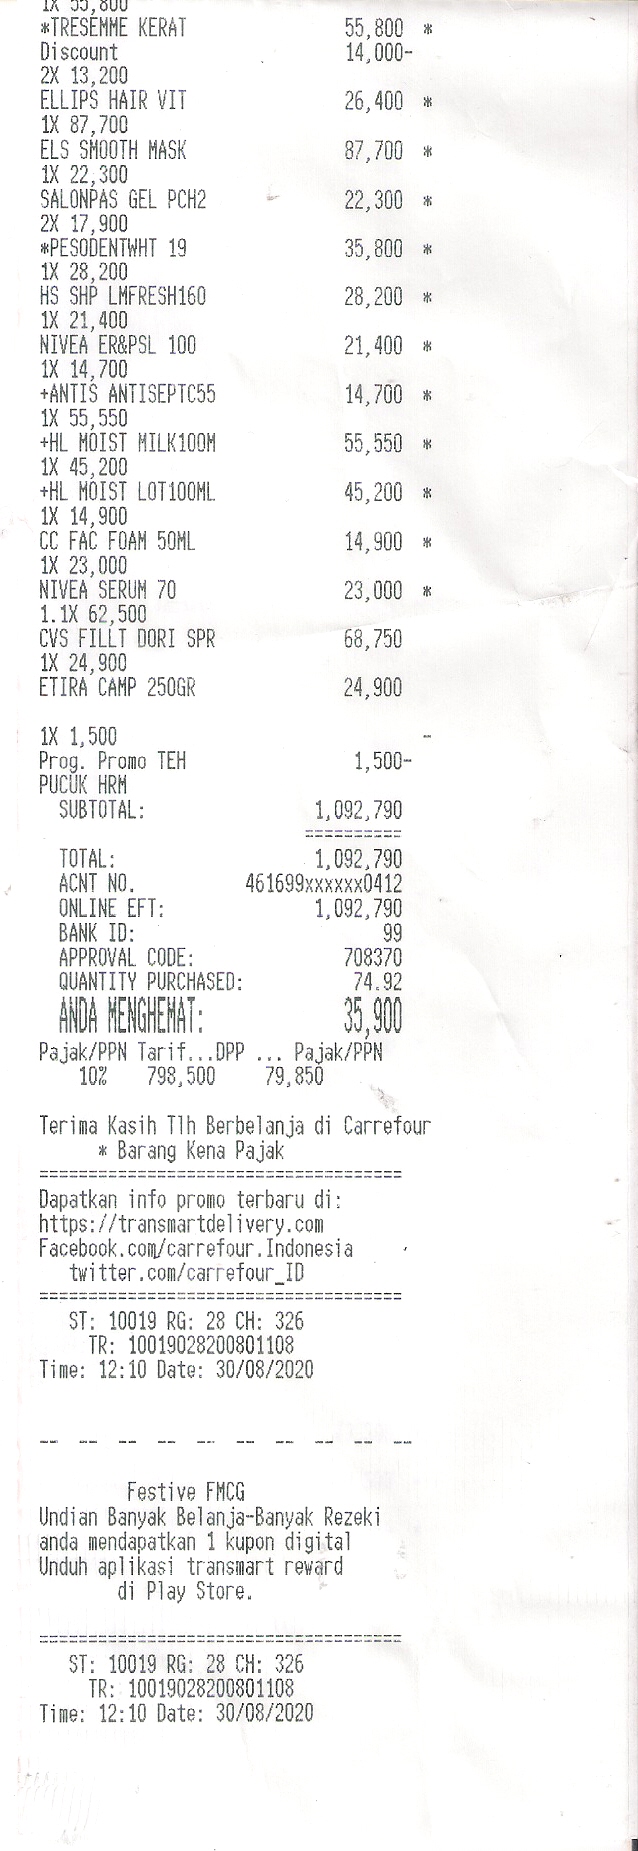 1X 55,800
*TRESEMME KERAT 55,800 *
Discount 14,000-
2X 13,200
ELLIPS HAIR VIT 26,400 *
1X 87,700
ELS SMOOTH MASK 87,700 *
1X 22,300
SALONPAS GEL PCH2 22,300 *
2X 17,900
*PESODENTWHT 19 35,800 *
1X 28,200
HS SHP LMFRESH160 28,200 *
1X 21,400
NIVEA ER&PSL 100 21,400 *
1X 14,700
+ANTIS ANTISEPTC55 14,700 *
1X 55,550
+HL MOIST MILK100M 55,550 *
1X 45,200
+HL MOIST LOT100ML 45,200 *
1X 14,900
CC FAC FOAM 50ML 14,900 *
1X 23,000
NIVEA SERUM 70 23,000 *
1.1X 62,500
CVS FILLT DORI SPR 68,750
1X 24,900
ETIRA CAMP 250GR 24,900
1X 1,500 -
Prog. Promo TEH 1,500-
PUCUK HRM
SUBTOTAL: 1,092,790
==========
TOTAL: 1,092,790
ACNT NO. 461699xxxxxx0412
ONLINE EFT: 1,092,790
BANK ID: 99
APPROVAL CODE: 708370
QUANTITY PURCHASED: 74.92
ANDA MENGHEMAT: 35,900
Pajak/PPN Tarif...DPP ... Pajak/PPN
10% 798,500 79,850
Terima Kasih Tlh Berbelanja di Carrefour
* Barang Kena Pajak
=====================================
Dapatkan info promo terbaru di:
https://transmartdelivery.com
Facebook.com/carrefour.Indonesia
twitter.com/carrefour_ID
=====================================
ST: 10019 RG: 28 CH: 326
TR: 10019028200801108
Time: 12:10 Date: 30/08/2020
-- -- -- -- -- -- -- -- -- --
Festive FMCG
Undian Banyak Belanja-Banyak Rezeki
anda mendapatkan 1 kupon digital
Unduh aplikasi transmart reward
di Play Store.
=====================================
ST: 10019 RG: 28 CH: 326
TR: 10019028200801108
Time: 12:10 Date: 30/08/2020